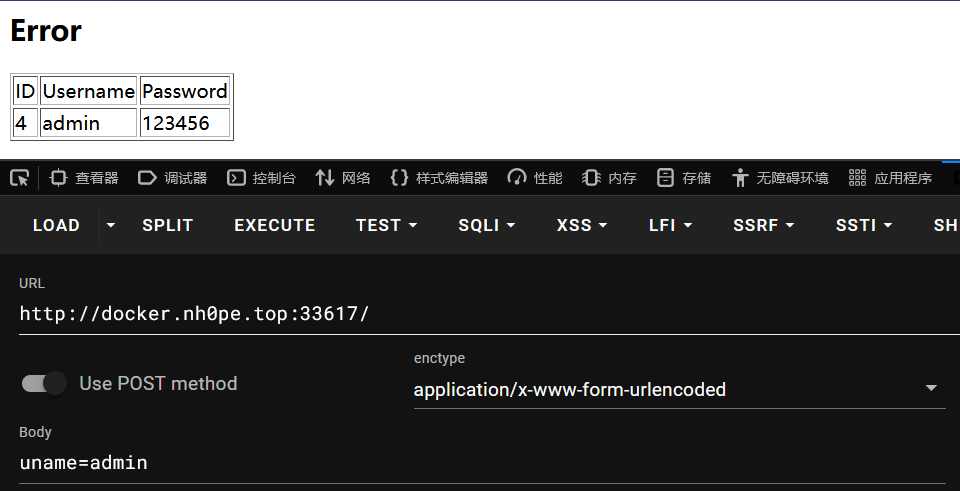 Error
ID Username Password
4 admin 123456
查看器 调试器 控制台 网络 样式编辑器 性能 内存 存储 无障碍环境 应用程序
LOAD SPLIT EXECUTE TEST SQLI XSS LFI SSRF SSTI SH
URL
http://docker.nh0pe.top:33617/
enctype
Use POST method
application/x-www-form-urlencoded
Body
uname=admin